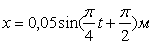 x = 0,05sin(π/4 t + π/2)м